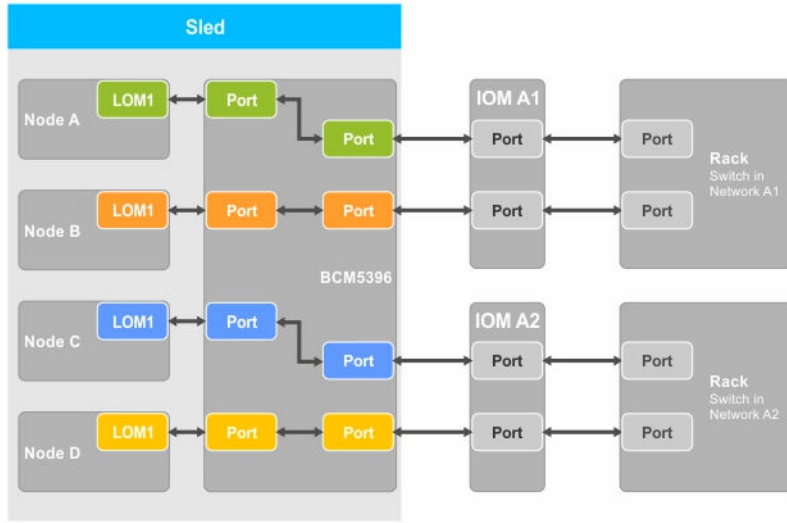 Sled
Node A
LOM1
Port
Port
IOM A1
Port
Port
Rack
Switch in
Network A1
Node B
LOM1
Port
Port
Port
Port
BCM5396
Node C
LOM1
Port
Port
IOM A2
Port
Port
Rack
Switch in
Network A2
Node D
LOM1
Port
Port
Port
Port